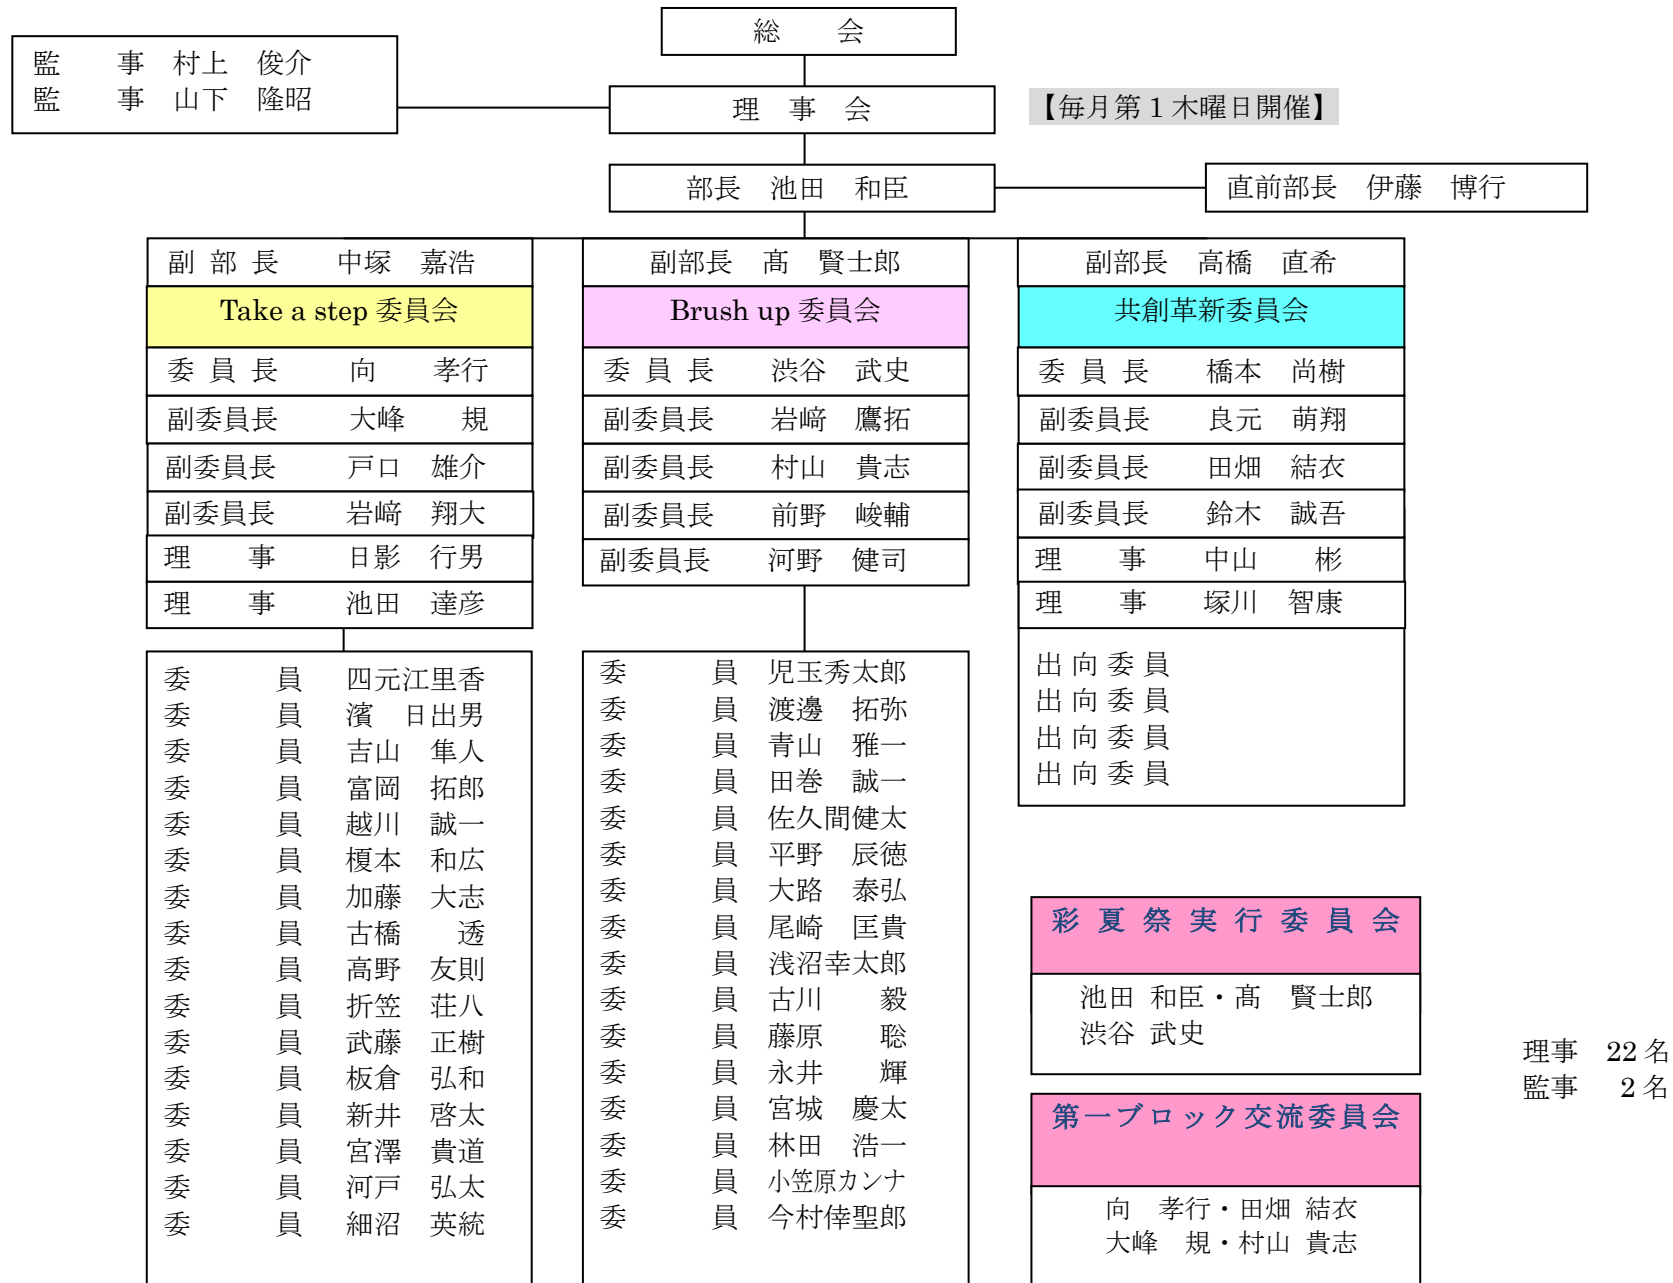 総　会
監　事 村上　俊介
監　事 山下　隆昭
理　事　会
【毎月第１木曜日開催】
部長　池田　和臣
直前部長　伊藤　博行
副 部 長　中塚　嘉浩
Take a step 委員会
委 員 長　向　孝行
副委員長　大峰　規
副委員長　戸口　雄介
副委員長　岩﨑　翔大
理　事　日影　行男
理　事　池田　達彦
委　員　四元江里香
委　員　濱　日出男
委　員　吉山　隼人
委　員　富岡　拓郎
委　員　越川　誠一
委　員　榎本　和広
委　員　加藤　大志
委　員　古橋　透
委　員　高野　友則
委　員　折笠　荘八
委　員　武藤　正樹
委　員　板倉　弘和
委　員　新井　啓太
委　員　宮澤　貴道
委　員　河戸　弘太
委　員　細沼　英統
副部長　髙　賢士郎
Brush up 委員会
委 員 長　渋谷　武史
副委員長　岩﨑　鷹拓
副委員長　村山　貴志
副委員長　前野　峻輔
副委員長　河野　健司
委　員　児玉秀太郎
委　員　渡邊　拓弥
委　員　青山　雅一
委　員　田巻　誠一
委　員　佐久間健太
委　員　平野　辰徳
委　員　大路　泰弘
委　員　尾崎　匡貴
委　員　浅沼幸太郎
委　員　古川　毅
委　員　藤原　聡
委　員　永井　輝
委　員　宮城　慶太
委　員　林田　浩一
委　員　小笠原カンナ
委　員　今村倖聖郎
副部長　高橋　直希
共創革新委員会
委 員 長　橋本　尚樹
副委員長　良元　萌翔
副委員長　田畑　結衣
副委員長　鈴木　誠吾
理　事　中山　彬
理　事　塚川　智康
出 向 委 員
出 向 委 員
出 向 委 員
出 向 委 員
彩 夏 祭 実 行 委 員 会
池田 和臣・髙　賢士郎
渋谷 武史
第一ブロック交流委員会
向　孝行・田畑 結衣
大峰　規・村山 貴志
理事　22 名
監事　2 名